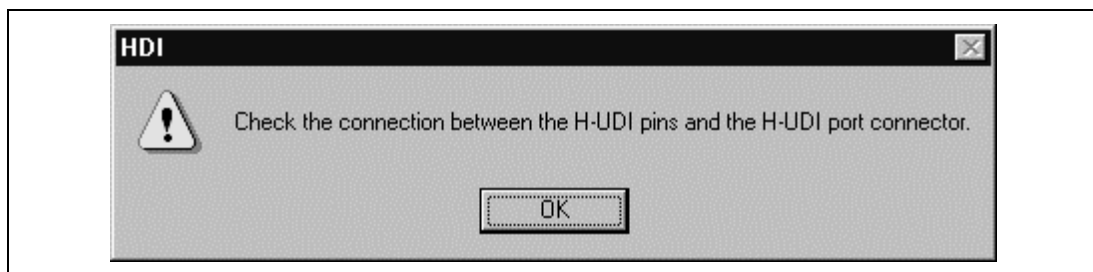 HDI
Check the connection between the H-UDI pins and the H-UDI port connector.
OK